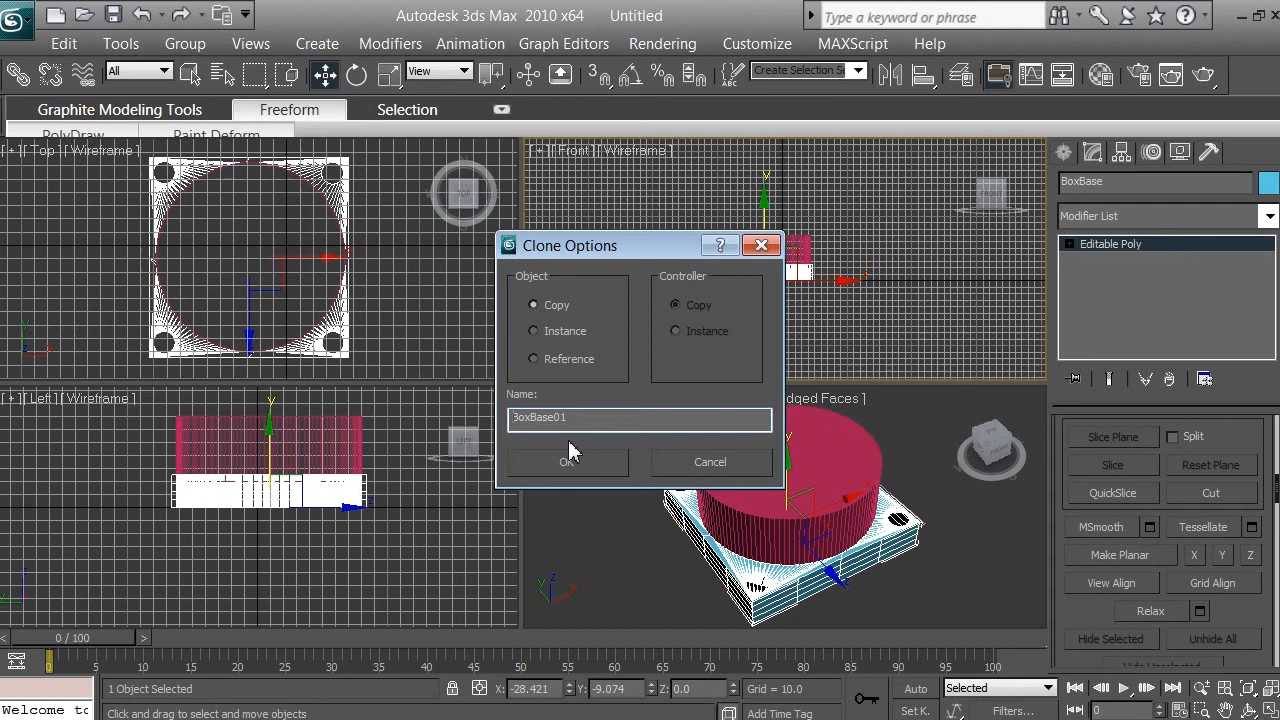 Autodesk 3ds Max 2010 x64 Untitled
Type a keyword or phrase
Edit Tools Group Views Create Modifiers Animation Graph Editors Rendering Customize MAXScript Help
All View Create Selection Se
Graphite Modeling Tools Freeform Selection
PolyDraw Paint Deform
[ + ] [ Top ] [ Wireframe ]
[ + ] [ Front ] [ Wireframe ]
TOP
FRONT
BoxBase
Modifier List
Editable Poly
Clone Options
Object
Controller
Copy
Copy
Instance
Instance
Reference
Name:
BoxBase01
OK
Cancel
[ + ] [ Left ] [ Wireframe ]
dged Faces ]
LEFT
Slice Plane Split
Slice Reset Plane
QuickSlice Cut
MSmooth Tessellate
Make Planar X Y Z
View Align Grid Align
Relax
Hide Selected Unhide All
Hide Unselected
0 / 100
0 5 10 15 20 25 30 35 40 45 50 55 60 65 70 75 80 85 90 95 100
1 Object Selected X: -28.421 Y: -9.074 Z: 0.0 Grid = 10.0 Auto Selected
Welcome to Click and drag to select and move objects Add Time Tag Set K. Filters... 0